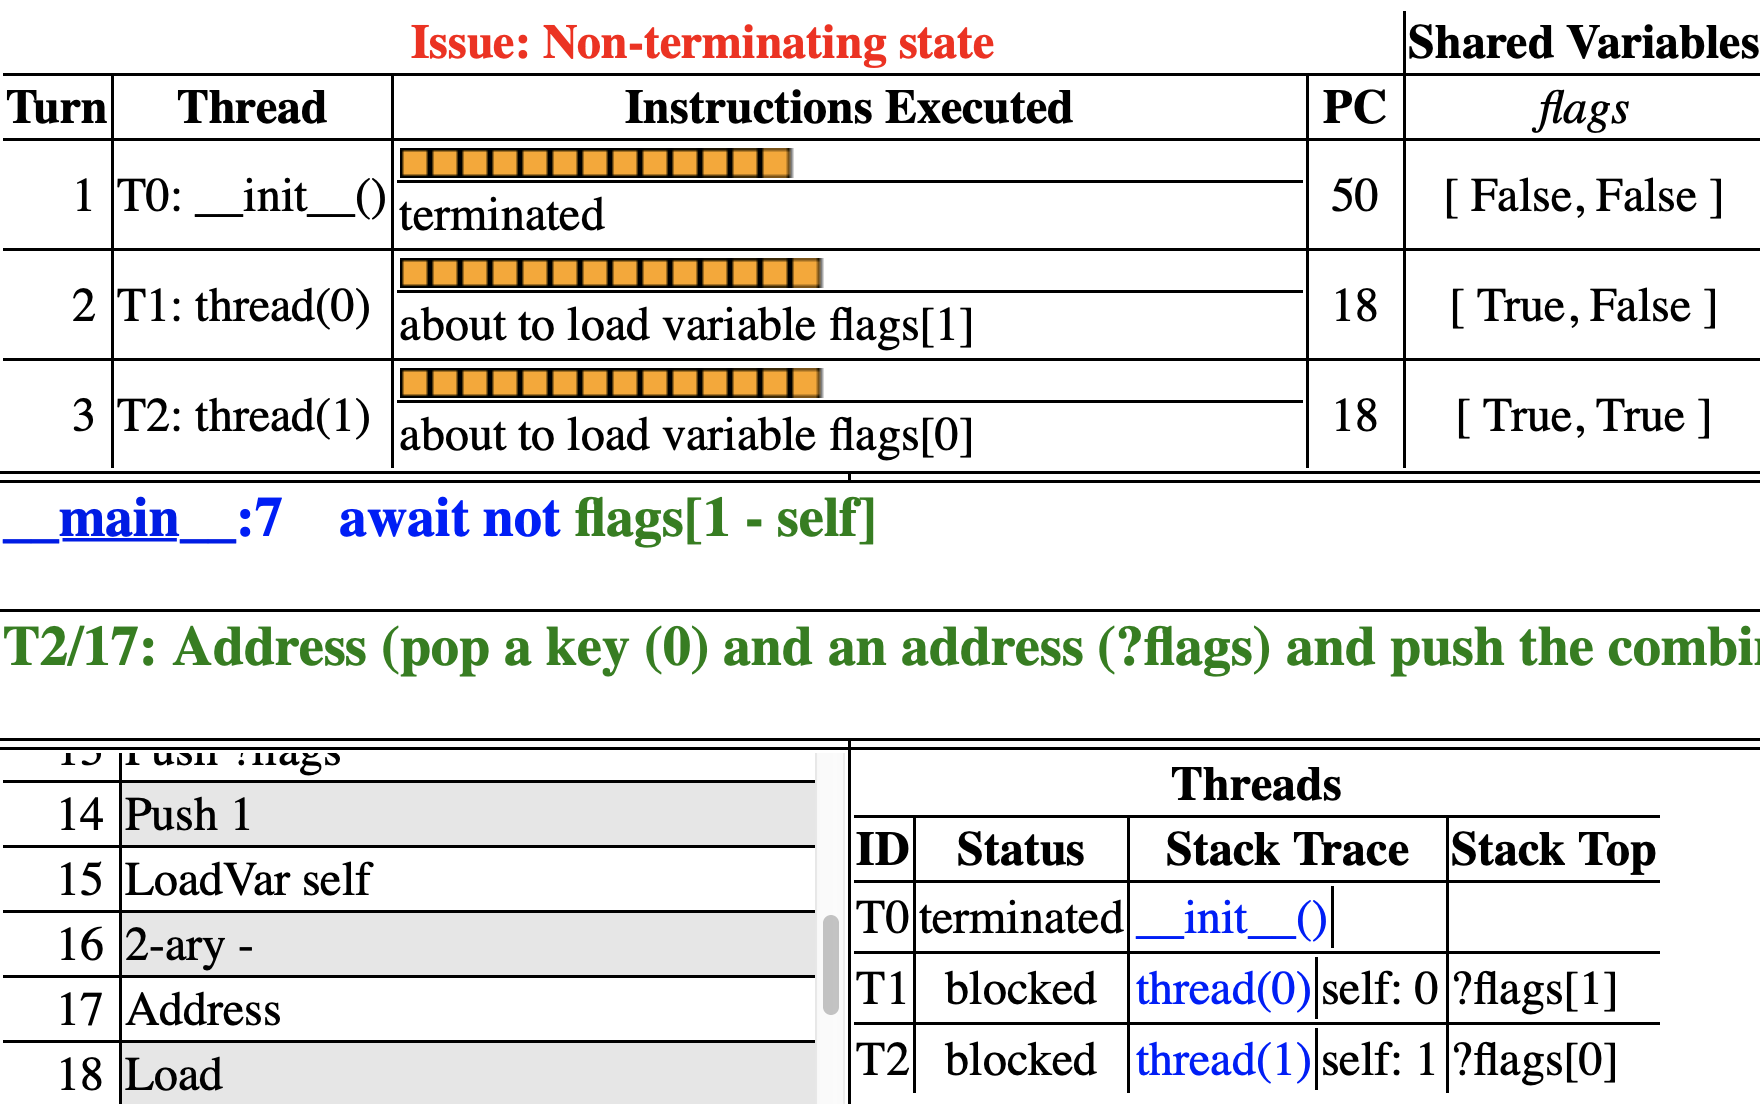 Issue: Non-terminating state Shared Variables
Turn Thread Instructions Executed PC flags
1 T0: __init__() terminated 50 [ False, False ]
2 T1: thread(0) about to load variable flags[1] 18 [ True, False ]
3 T2: thread(1) about to load variable flags[0] 18 [ True, True ]
__main__:7 await not flags[1 - self]
T2/17: Address (pop a key (0) and an address (?flags) and push the combi
Push ?flags
14 Push 1
15 LoadVar self
16 2-ary -
17 Address
18 Load
Threads
ID Status Stack Trace Stack Top
T0 terminated __init__()
T1 blocked thread(0) self: 0 ?flags[1]
T2 blocked thread(1) self: 1 ?flags[0]